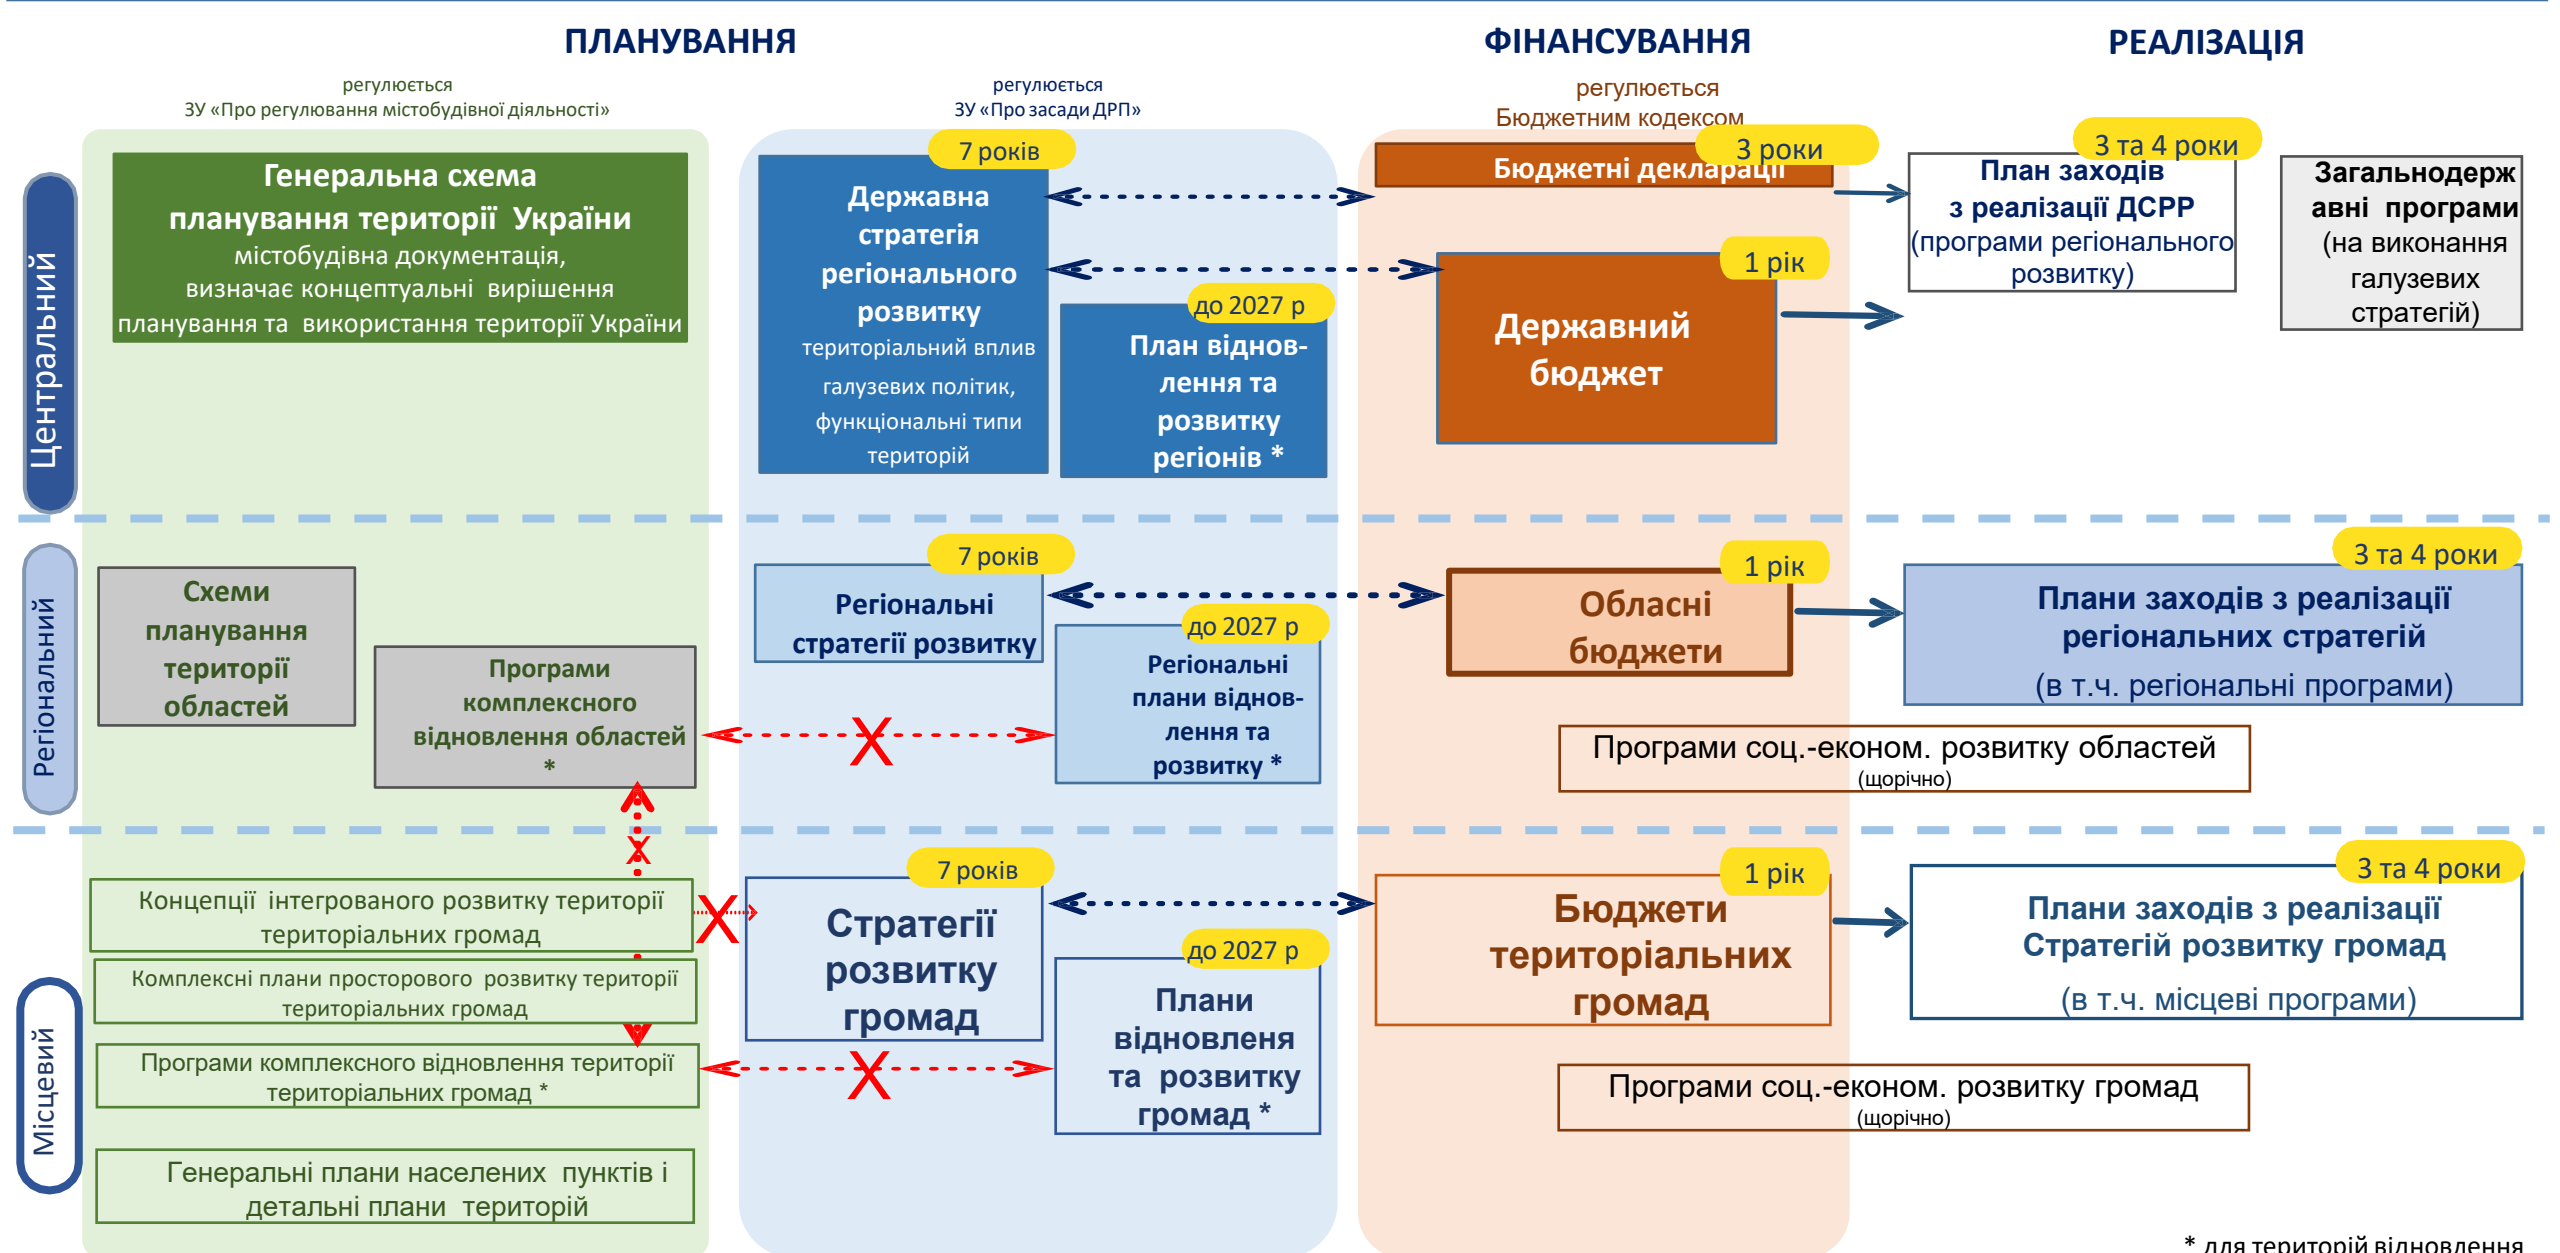 ПЛАНУВАННЯ
ФІНАНСУВАННЯ
РЕАЛІЗАЦІЯ
регулюється
ЗУ «Про регулювання містобудівної діяльності»
регулюється
ЗУ «Про засади ДРП»
регулюється
Бюджетним кодексом
Центральний
Генеральна схема
планування території України
містобудівна документація,
визначає концептуальні вирішення
планування та використання території України
7 років
Державна
стратегія
регіонального
розвитку
територіальний вплив
галузевих політик,
функціональні типи
територій
до 2027 р
План віднов-
лення та
розвитку
регіонів *
3 роки
Бюджетні декларації
1 рік
Державний
бюджет
3 та 4 роки
План заходів
з реалізації ДСРР
(програми регіонального
розвитку)
Загальнодерж
авні програми
(на виконання
галузевих
стратегій)
Регіональний
Схеми
планування
території
областей
Програми
комплексного
відновлення областей
*
7 років
Регіональні
стратегії розвитку
до 2027 р
Регіональні
плани віднов-
лення та
розвитку *
X
1 рік
Обласні
бюджети
3 та 4 роки
Плани заходів з реалізації
регіональних стратегій
(в т.ч. регіональні програми)
Програми соц.-економ. розвитку областей
(щорічно)
X
Місцевий
Концепції інтегрованого розвитку території
територіальних громад
X
Комплексні плани просторового розвитку території
територіальних громад
Програми комплексного відновлення території
територіальних громад *
X
Генеральні плани населених пунктів і
детальні плани територій
7 років
Стратегії
розвитку
громад
до 2027 р
Плани
відновленя
та розвитку
громад *
1 рік
Бюджети
територіальних
громад
3 та 4 роки
Плани заходів з реалізації
Стратегій розвитку громад
(в т.ч. місцеві програми)
Програми соц.-економ. розвитку громад
(щорічно)
* для територій відновлення